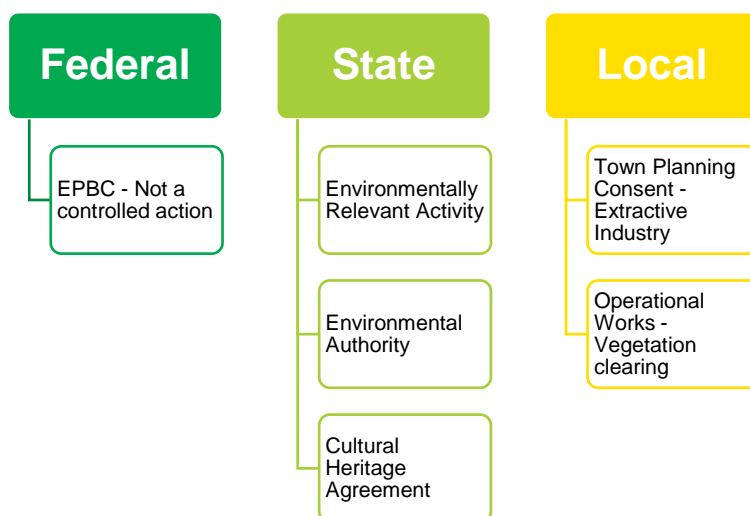 Federal
EPBC - Not a
controlled action
State
Environmentally
Relevant Activity
Environmental
Authority
Cultural
Heritage
Agreement
Local
Town Planning
Consent -
Extractive
Industry
Operational
Works -
Vegetation
clearing